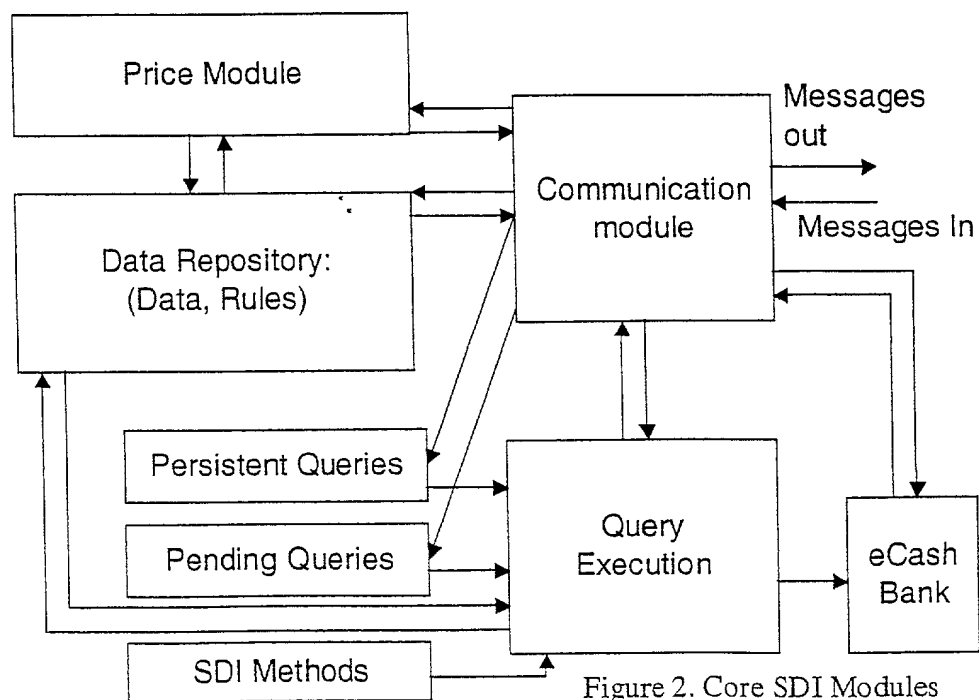 Price Module
Messages
out
Communication
module
Messages In
Data Repository:
(Data, Rules)
Persistent Queries
Pending Queries
Query
Execution
eCash
Bank
SDI Methods
Figure 2. Core SDI Modules